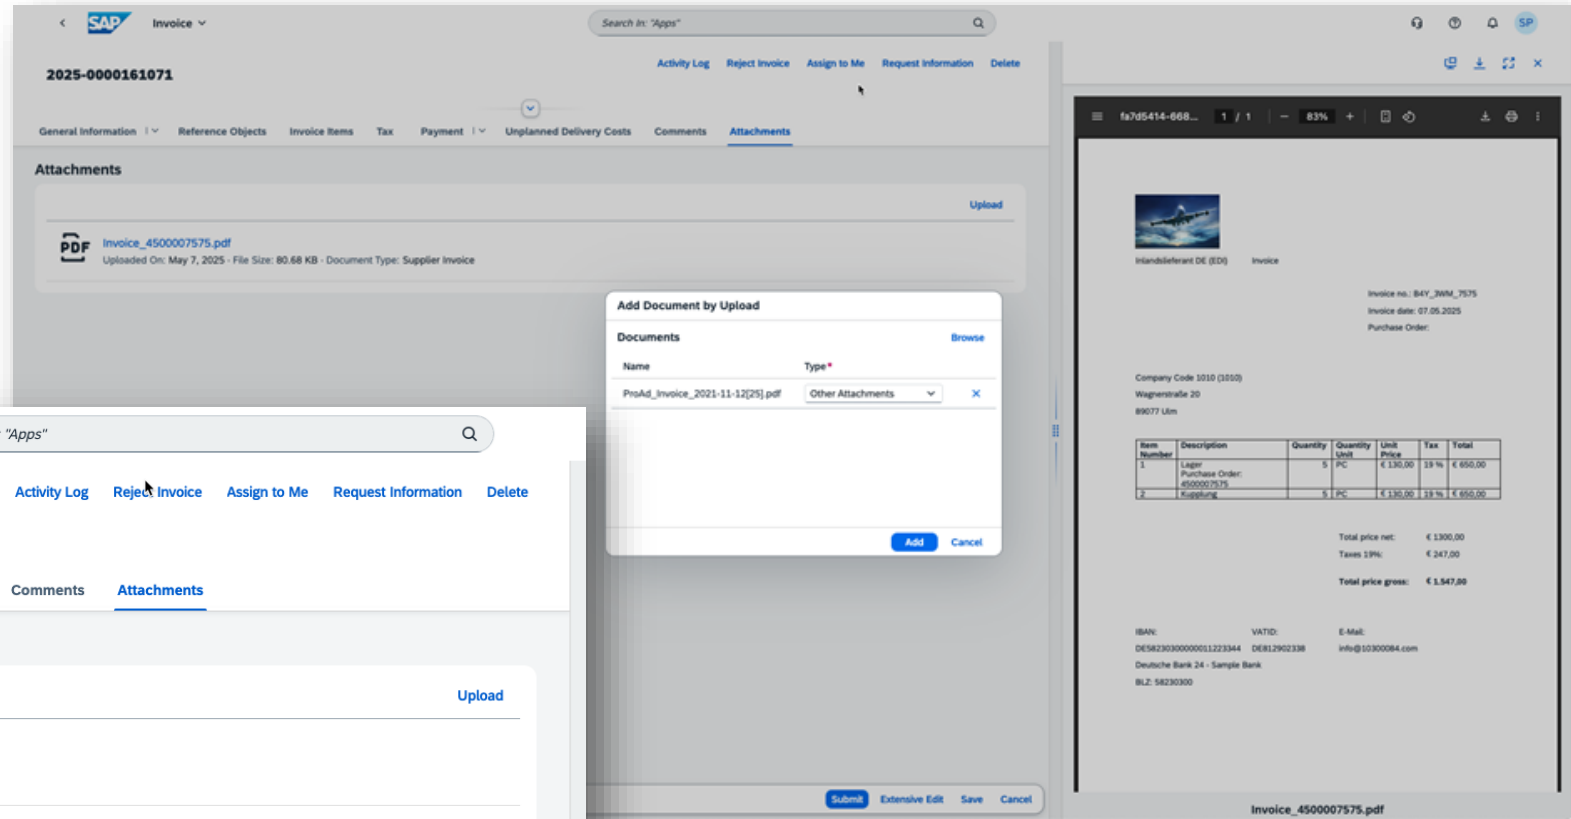 SAP Invoice
Search In: "Apps"
SP
2025-0000161071
Activity Log Reject Invoice Assign to Me Request Information Delete
General Information Reference Objects Invoice Items Tax Payment Unplanned Delivery Costs Comments Attachments
Attachments
Upload
PDF
Invoice_4500007575.pdf
Uploaded On: May 7, 2025 · File Size: 80.68 KB · Document Type: Supplier Invoice
Add Document by Upload
Documents Browse
Name Type*
ProAd_Invoice_2021-11-12[25].pdf Other Attachments
Add Cancel
"Apps"
Activity Log Reject Invoice Assign to Me Request Information Delete
Comments Attachments
Upload
Submit Extensive Edit Save Cancel
fa7d5414-668... 1 / 1 83%
Inlandslieferant DE (EDI) Invoice
Invoice no.: B4Y_3WM_7575
Invoice date: 07.05.2025
Purchase Order:
Company Code 1010 (1010)
Wagnerstraße 20
89077 Ulm
Item Number Description Quantity Quantity Unit Unit Price Tax Total
1 Lager 5 PC € 130,00 19 % € 650,00
Purchase Order:
4500007575
2 Kupplung 5 PC € 130,00 19 % € 650,00
Total price net: € 1300,00
Taxes 19%: € 247,00
Total price gross: € 1.547,00
IBAN: VATID: E-Mail:
DE58230300000011223344 DE812902338 info@10300084.com
Deutsche Bank 24 - Sample Bank
BLZ: 58230300
Invoice_4500007575.pdf